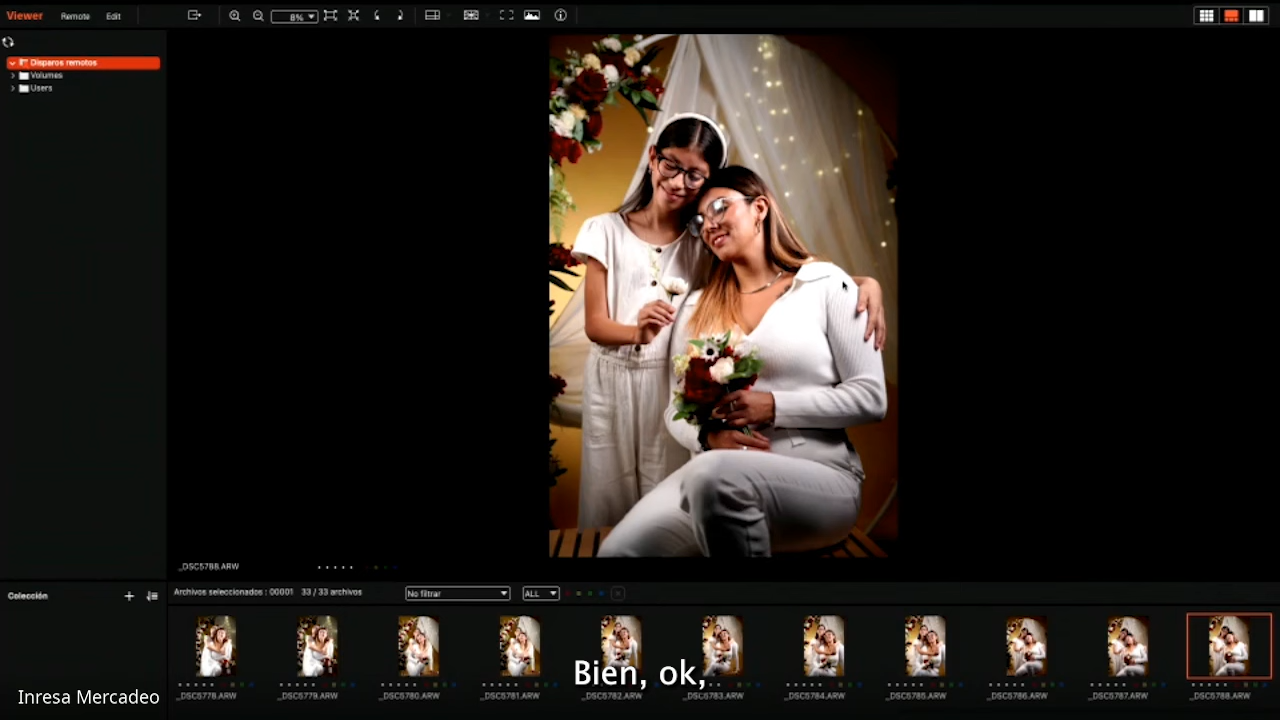 Viewer Remote Edit
8%
Disparos remotos
Volumes
Users
_DSC5788.ARW
Colección
Archivos seleccionados : 00001 33 / 33 archivos No filtrar ALL
_DSC5778.ARW _DSC5779.ARW _DSC5780.ARW _DSC5781.ARW _DSC5782.ARW _DSC5783.ARW _DSC5784.ARW _DSC5785.ARW _DSC5786.ARW _DSC5787.ARW _DSC5788.ARW
Bien, ok,
Inresa Mercadeo